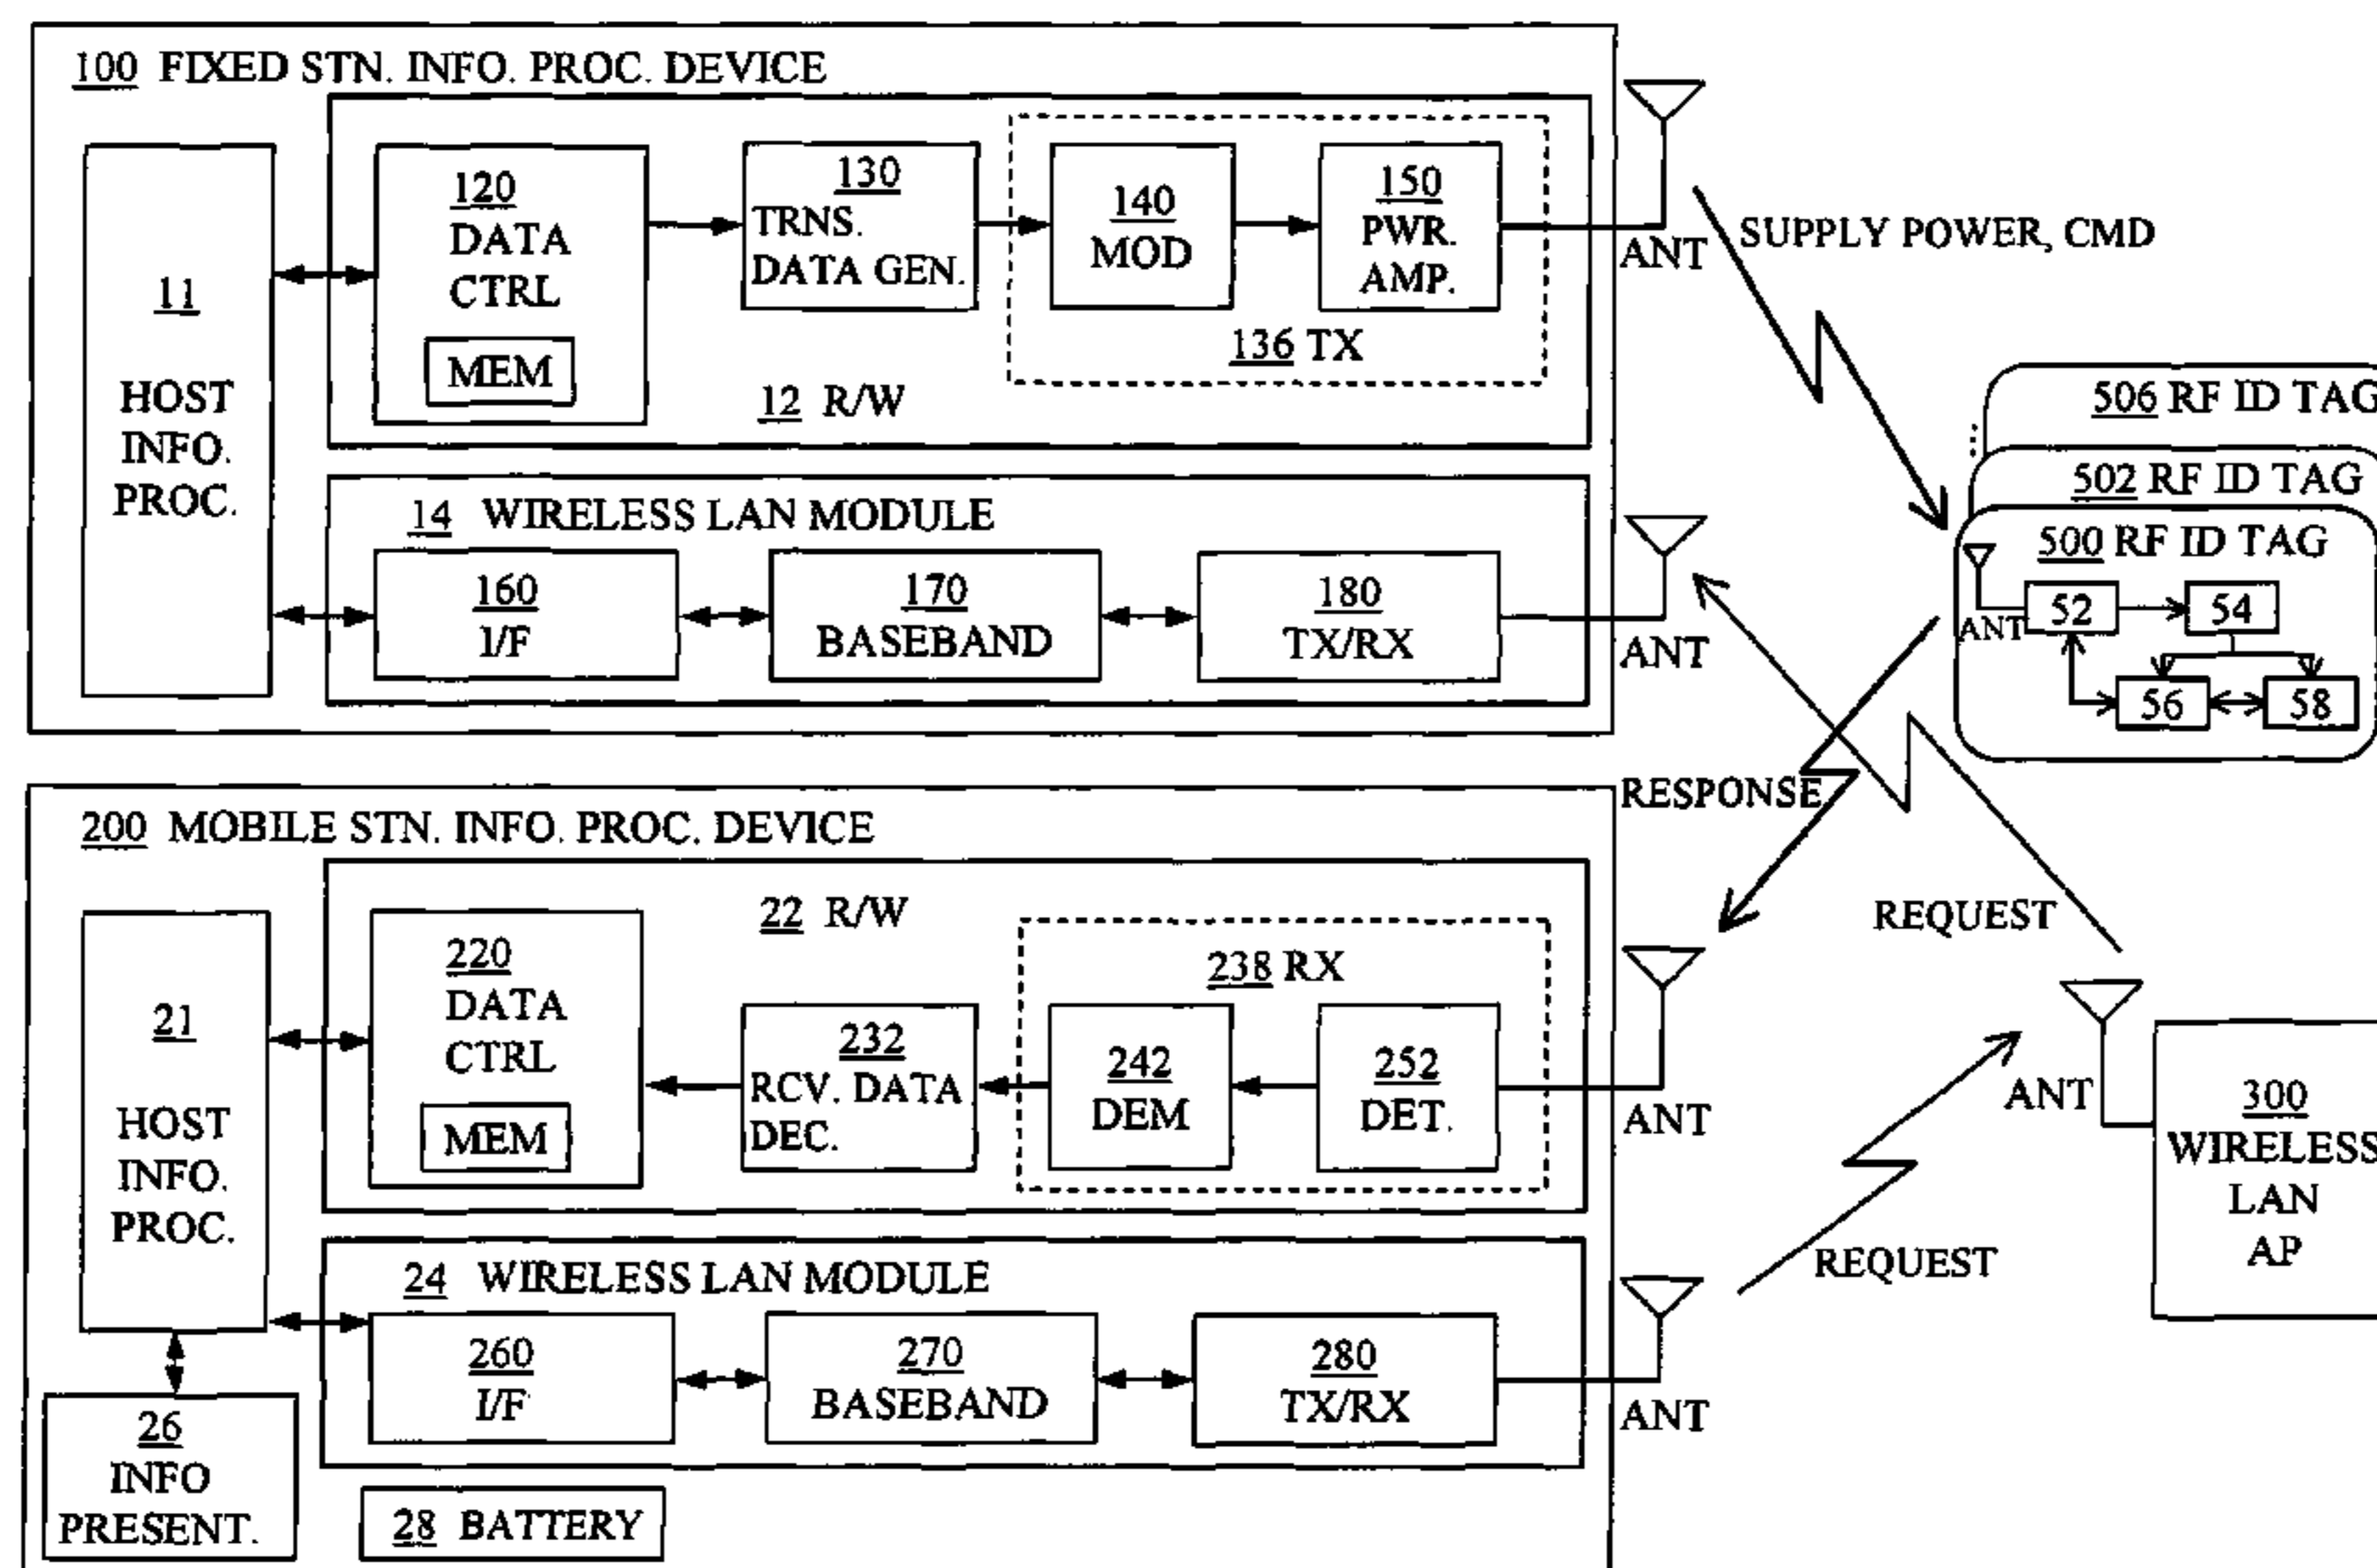 100 FIXED STN. INFO. PROC. DEVICE
11
HOST
INFO.
PROC.
120
DATA
CTRL
MEM
130
TRNS.
DATA GEN.
140
MOD
150
PWR.
AMP.
136 TX
12 R/W
ANT
SUPPLY POWER, CMD
14 WIRELESS LAN MODULE
160
I/F
170
BASEBAND
180
TX/RX
ANT
506 RF ID TAG
502 RF ID TAG
500 RF ID TAG
ANT
52
54
56
58
RESPONSE
REQUEST
200 MOBILE STN. INFO. PROC. DEVICE
21
HOST
INFO.
PROC.
22 R/W
220
DATA
CTRL
MEM
232
RCV. DATA
DEC.
238 RX
242
DEM
252
DET.
ANT
24 WIRELESS LAN MODULE
260
I/F
270
BASEBAND
280
TX/RX
ANT
REQUEST
ANT
300
WIRELESS
LAN
AP
26
INFO
PRESENT.
28 BATTERY